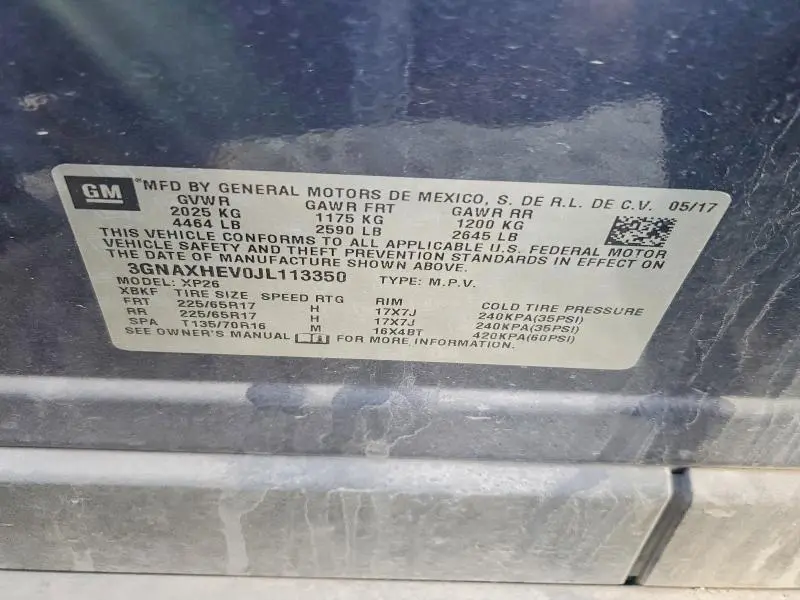 GM ®MFD BY GENERAL MOTORS DE MEXICO, S. DE R.L. DE C.V. 05/17
GVWR GAWR FRT GAWR RR
2025 KG 1175 KG 1200 KG
4464 LB 2590 LB 2645 LB
THIS VEHICLE CONFORMS TO ALL APPLICABLE U.S. FEDERAL MOTOR
VEHICLE SAFETY AND THEFT PREVENTION STANDARDS IN EFFECT ON
THE DATE OF MANUFACTURE SHOWN ABOVE.
3GNAXHEV0JL113350 TYPE: M.P.V.
MODEL: XP26
XBKF TIRE SIZE SPEED RTG RIM COLD TIRE PRESSURE
FRT 225/65R17 H 17X7J 240KPA(35PSI)
RR 225/65R17 H 17X7J 240KPA(35PSI)
SPA T135/70R16 M 16X4BT 420KPA(60PSI)
SEE OWNER'S MANUAL FOR MORE INFORMATION.